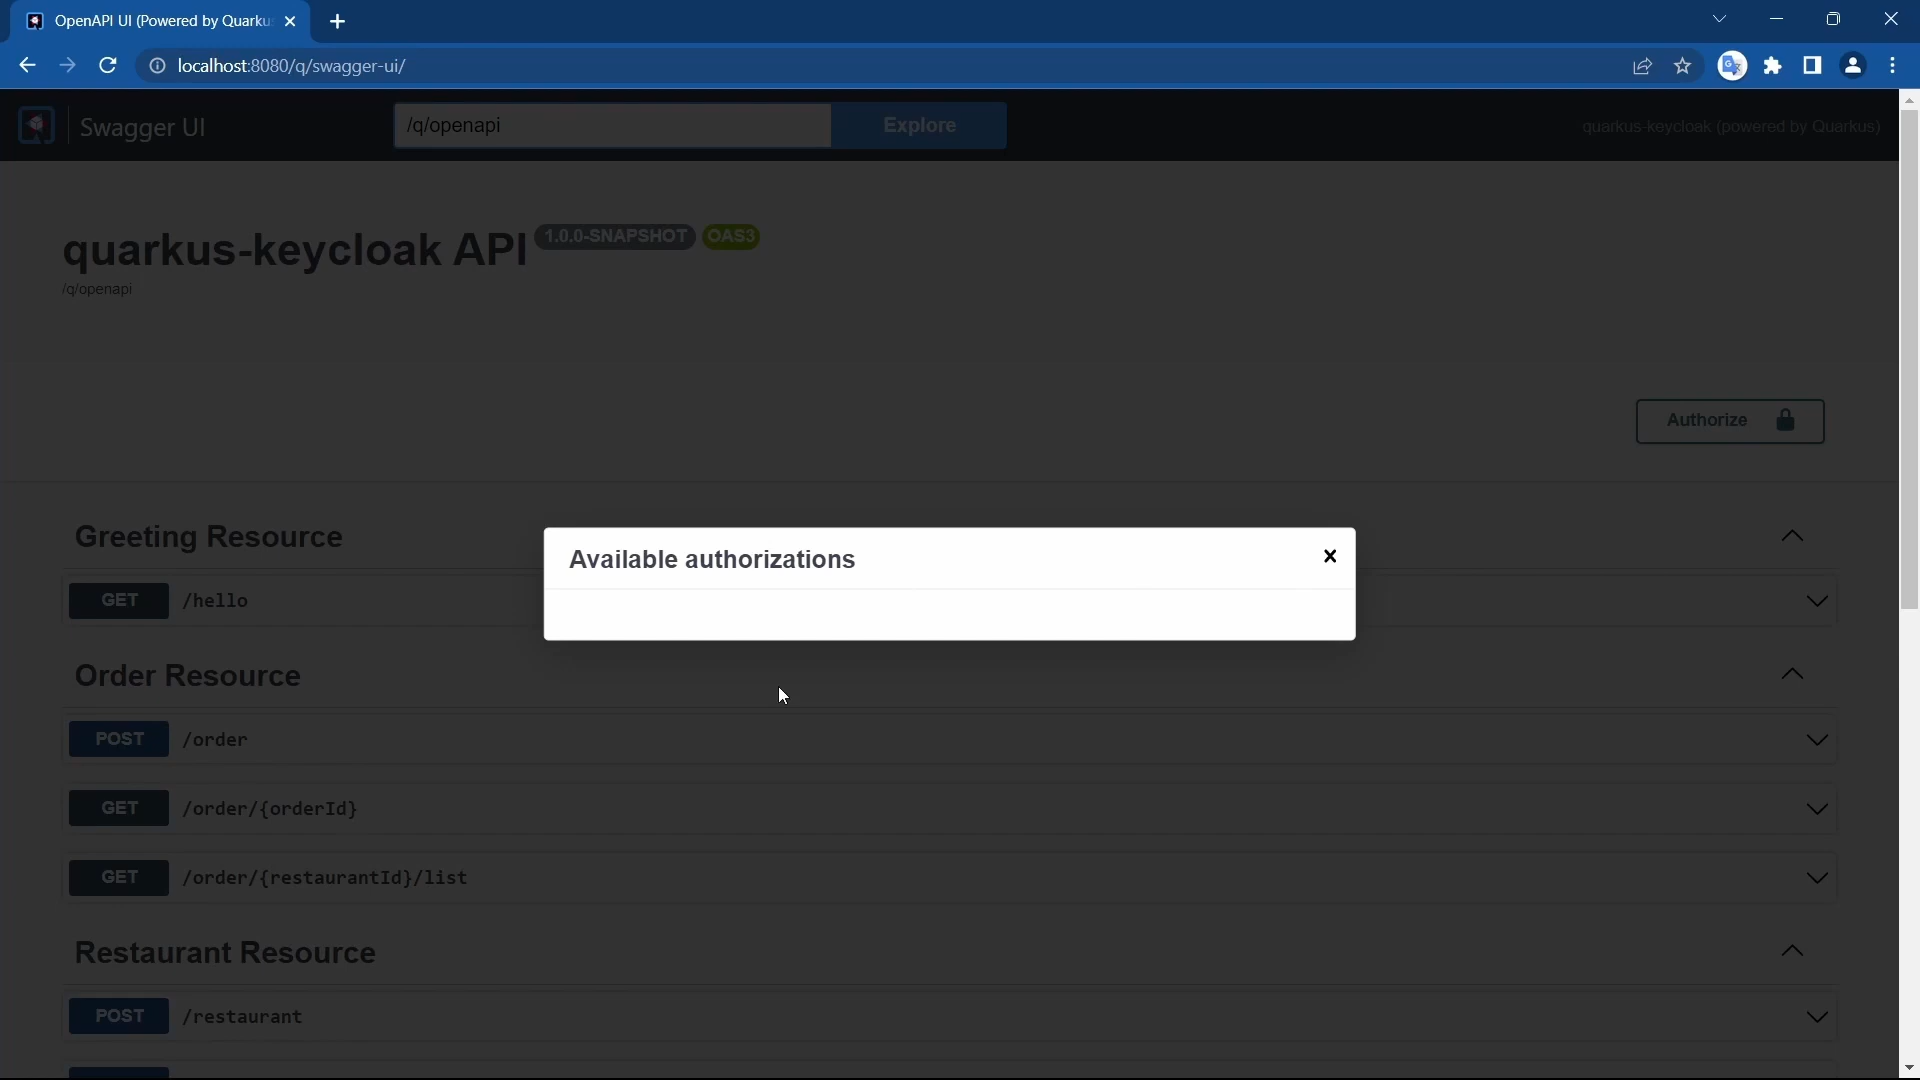 OpenAPI UI (Powered by Quarku
localhost:8080/q/swagger-ui/
Swagger UI
/q/openapi
Explore
quarkus-keycloak (powered by Quarkus)
quarkus-keycloak API 1.0.0-SNAPSHOT OAS3
/q/openapi
Authorize
Greeting Resource
Available authorizations
GET /hello
Order Resource
POST /order
GET /order/{orderId}
GET /order/{restaurantId}/list
Restaurant Resource
POST /restaurant